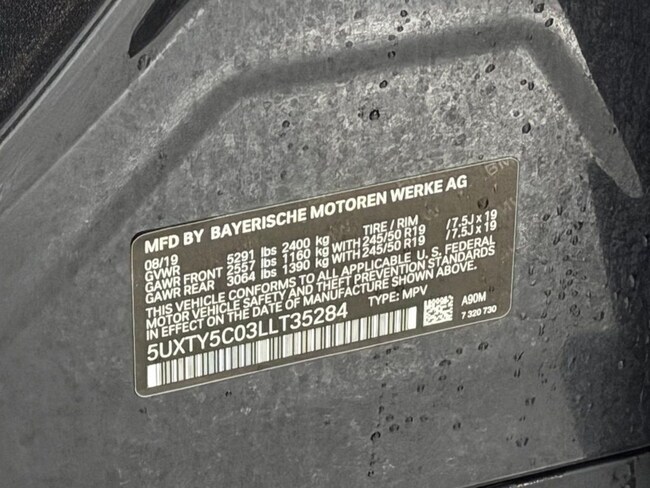 MFD BY BAYERISCHE MOTOREN WERKE AG
08/19 TIRE / RIM
GVWR 5291 lbs 2400 kg
GAWR FRONT 2557 lbs 1160 kg WITH 245/50 R19 / 7.5J x 19
GAWR REAR 3064 lbs 1390 kg WITH 245/50 R19 / 7.5J x 19
THIS VEHICLE CONFORMS TO ALL APPLICABLE U. S. FEDERAL
MOTOR VEHICLE SAFETY AND THEFT PREVENTION STANDARDS
IN EFFECT ON THE DATE OF MANUFACTURE SHOWN ABOVE.
5UXTY5C03LLT35284 TYPE: MPV
A90M
7 320 730